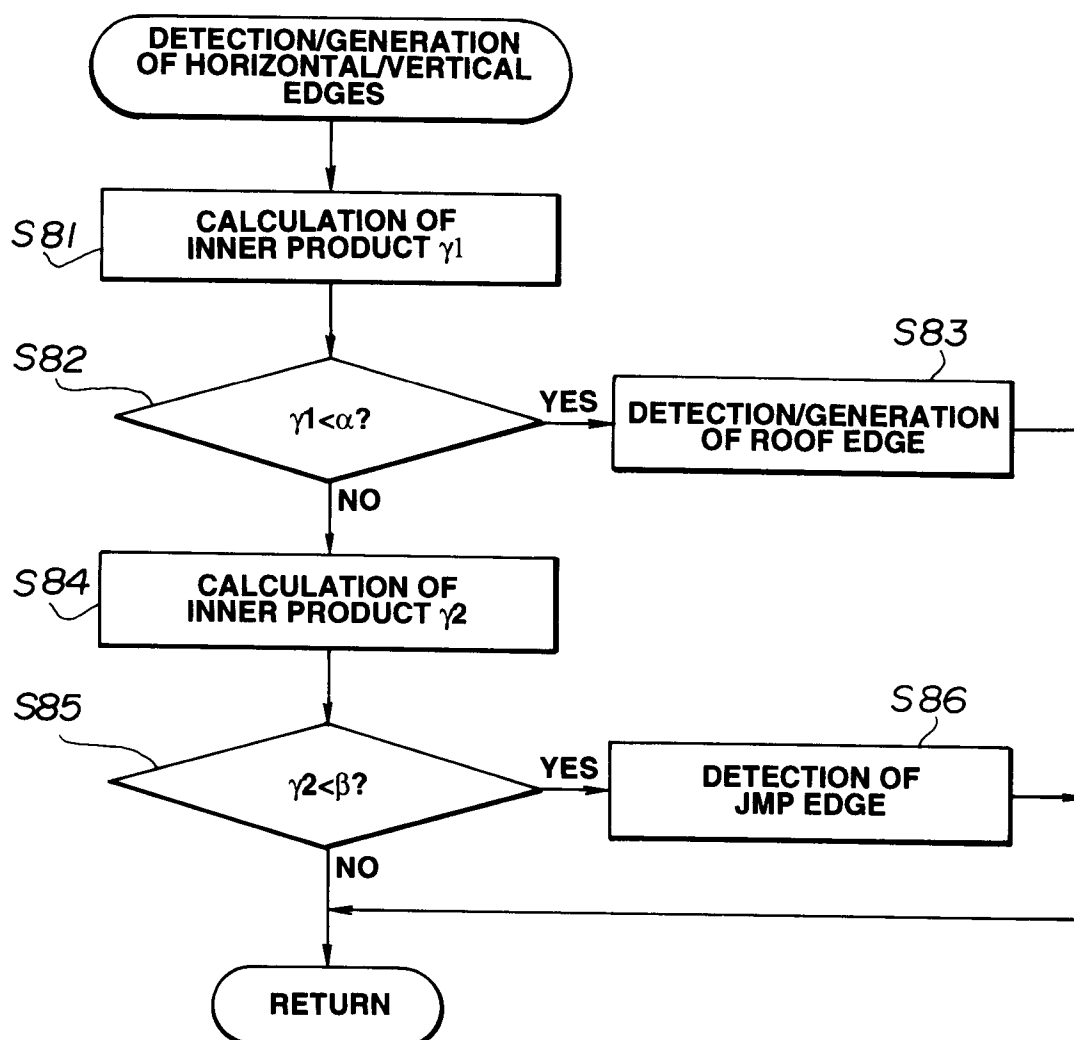 DETECTION/GENERATION
OF HORIZONTAL/VERTICAL
EDGES
S81
CALCULATION OF
INNER PRODUCT γ1
S82
γ1<α?
YES
S83
DETECTION/GENERATION
OF ROOF EDGE
NO
S84
CALCULATION OF
INNER PRODUCT γ2
S85
γ2<β?
YES
S86
DETECTION OF
JMP EDGE
NO
RETURN